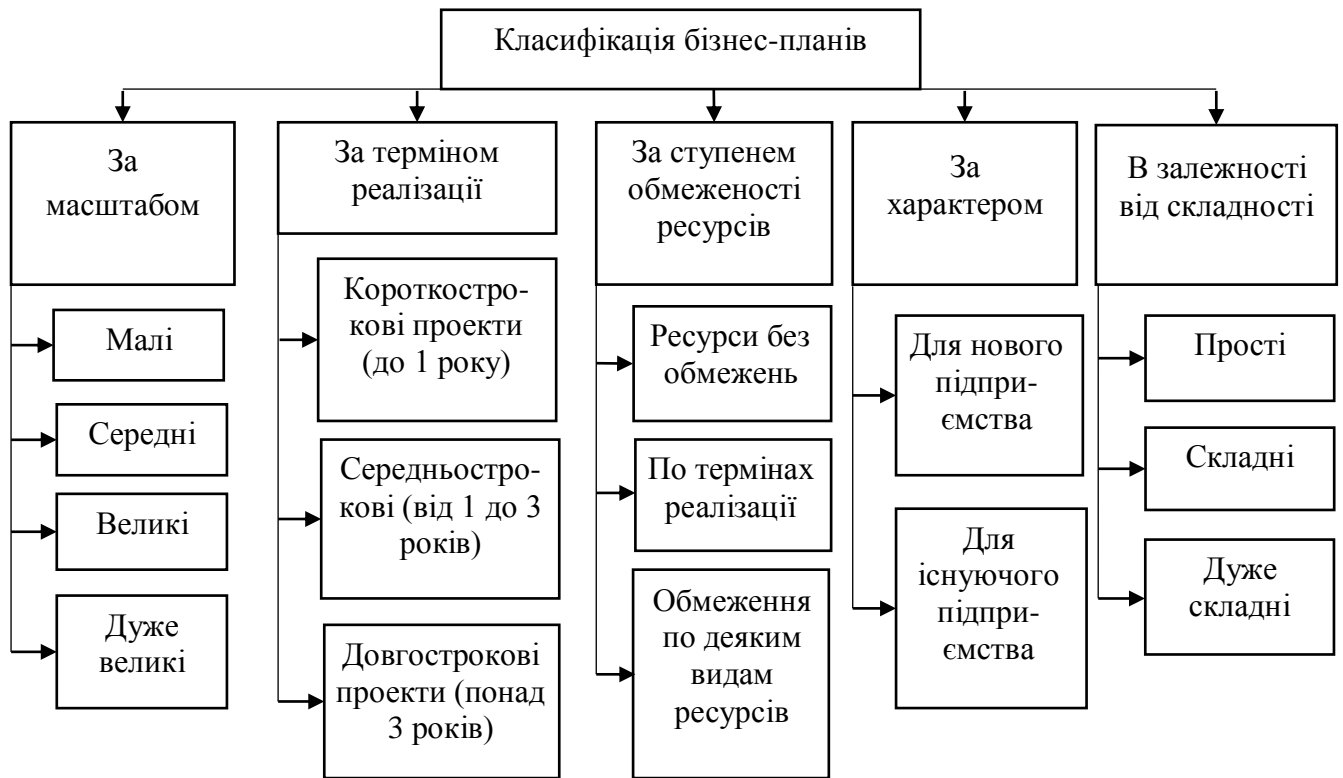 Класифікація бізнес-планів
За
масштабом
Малі
Середні
Великі
Дуже
великі
За терміном
реалізації
Короткостро-
кові проекти
(до 1 року)
Середньостро-
кові (від 1 до 3
років)
Довгострокові
проекти (понад
3 років)
За ступенем
обмеженості
ресурсів
Ресурси без
обмежень
По термінах
реалізації
Обмеження
по деяким
видам
ресурсів
За
характером
Для нового
підпри-
ємства
Для
існуючого
підпри-
ємства
В залежності
від складності
Прості
Складні
Дуже
складні